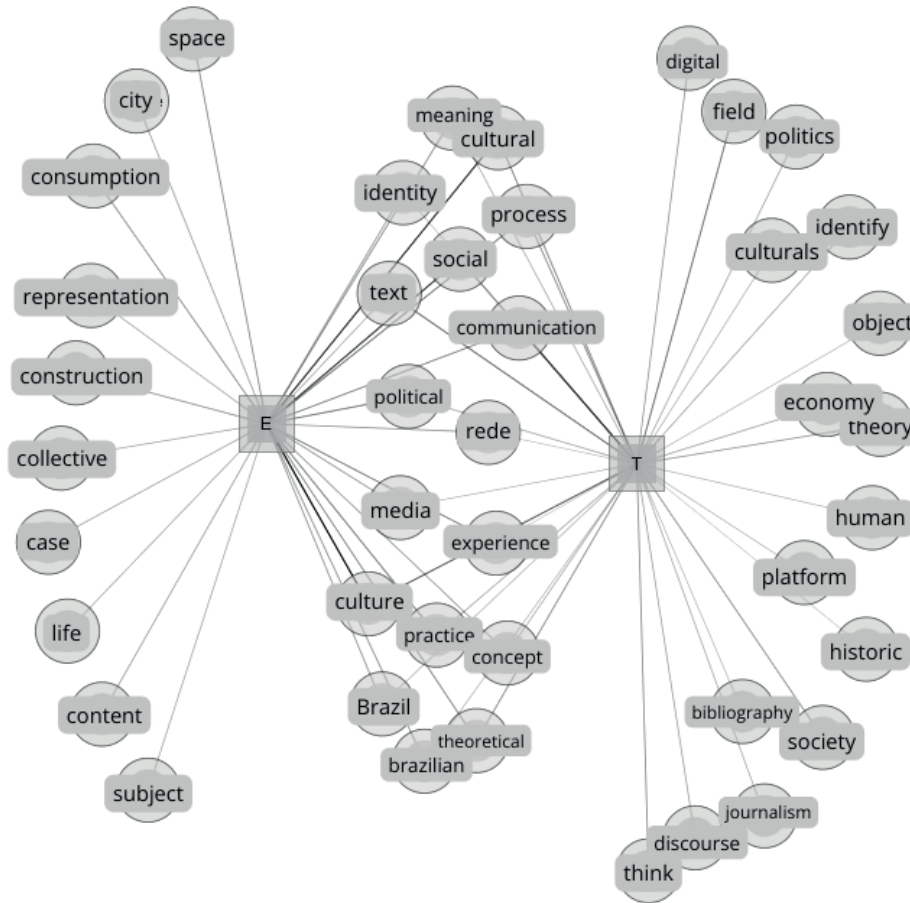 space
city
consumption
representation
construction
collective
case
life
content
subject
E
meaning
cultural
identity
process
social
text
communication
political
rede
media
experience
culture
practice
concept
Brazil
theoretical
brazilian
T
digital
field
politics
identify
culturals
object
economy
theory
human
platform
historic
bibliography
society
journalism
discourse
think